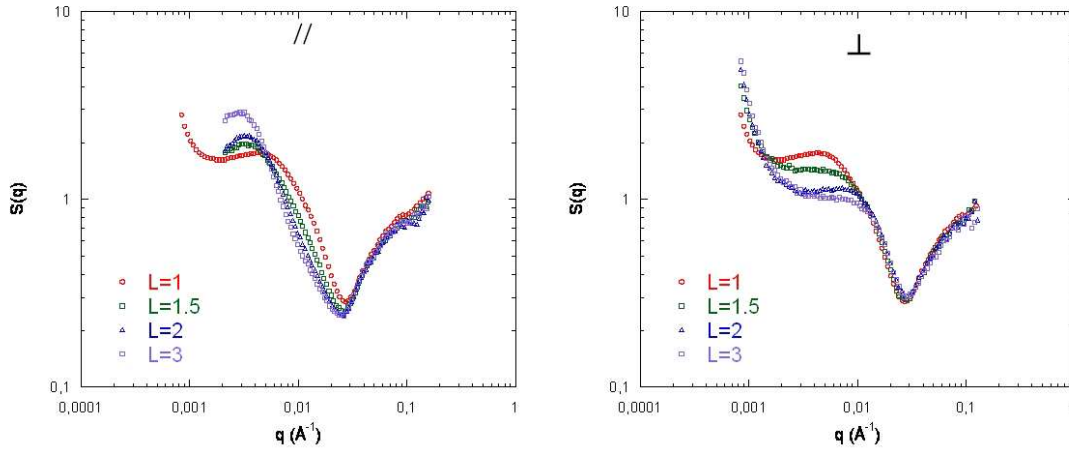 //
10
1
0,1
S(q)
L=1
L=1.5
L=2
L=3
0,0001
0,001
0,01
0,1
1
q (Å⁻¹)
⊥
10
1
0,1
S(q)
L=1
L=1.5
L=2
L=3
0,0001
0,001
0,01
0,1
q (Å⁻¹)